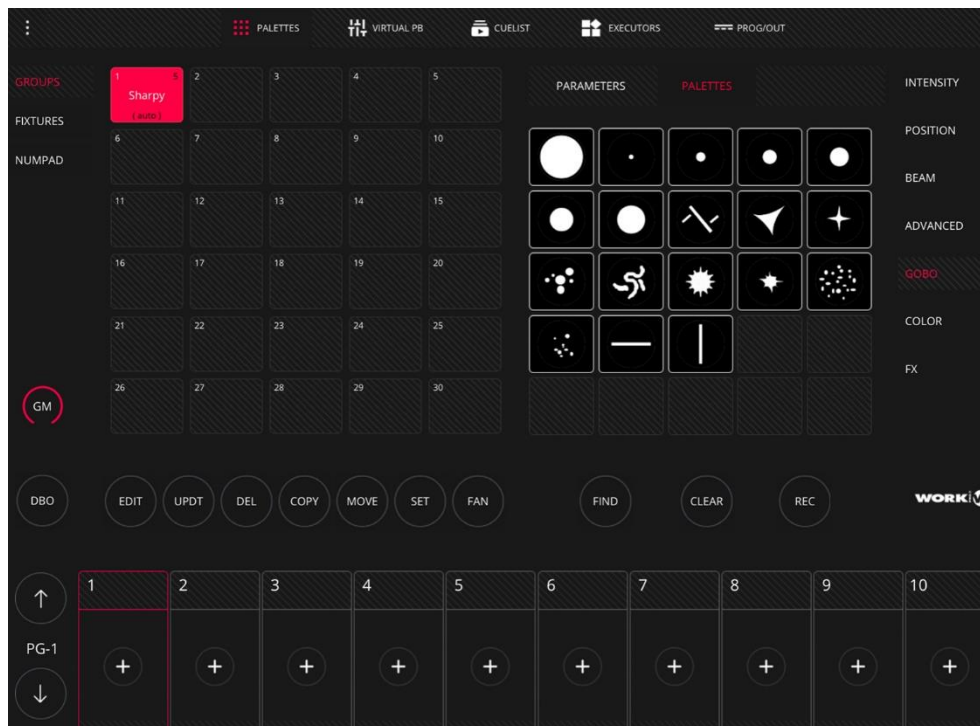 PALETTES VIRTUAL PB CUELIST EXECUTORS PROG/OUT
GROUPS
FIXTURES
NUMPAD
1 5 2 3 4 5
Sharpy
(auto)
6 7 8 9 10
11 12 13 14 15
16 17 18 19 20
21 22 23 24 25
26 27 28 29 30
GM
PARAMETERS PALETTES
INTENSITY
POSITION
BEAM
ADVANCED
GOBO
COLOR
FX
DBO EDIT UPDT DEL COPY MOVE SET FAN FIND CLEAR REC
WORK
PG-1
1 2 3 4 5 6 7 8 9 10
+ + + + + + + + + +